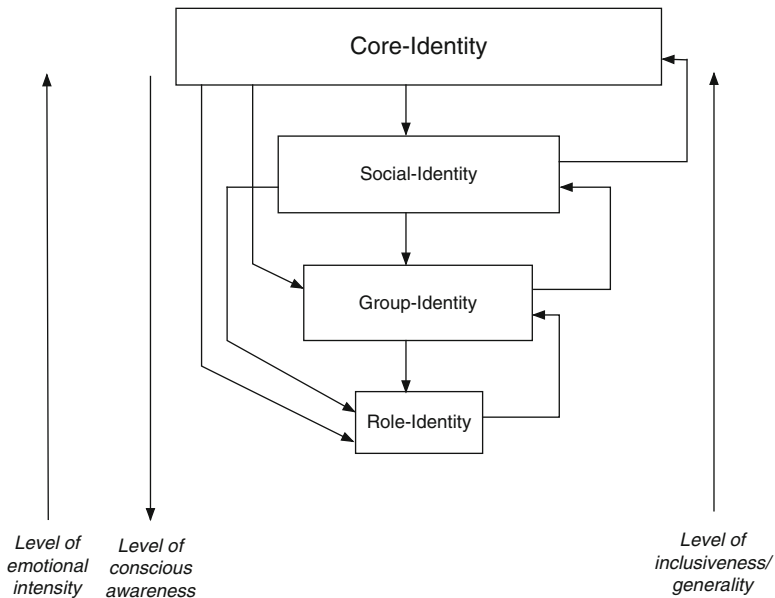 Core-Identity
Social-Identity
Group-Identity
Role-Identity
Level of
emotional
intensity
Level of
conscious
awareness
Level of
inclusiveness/
generality